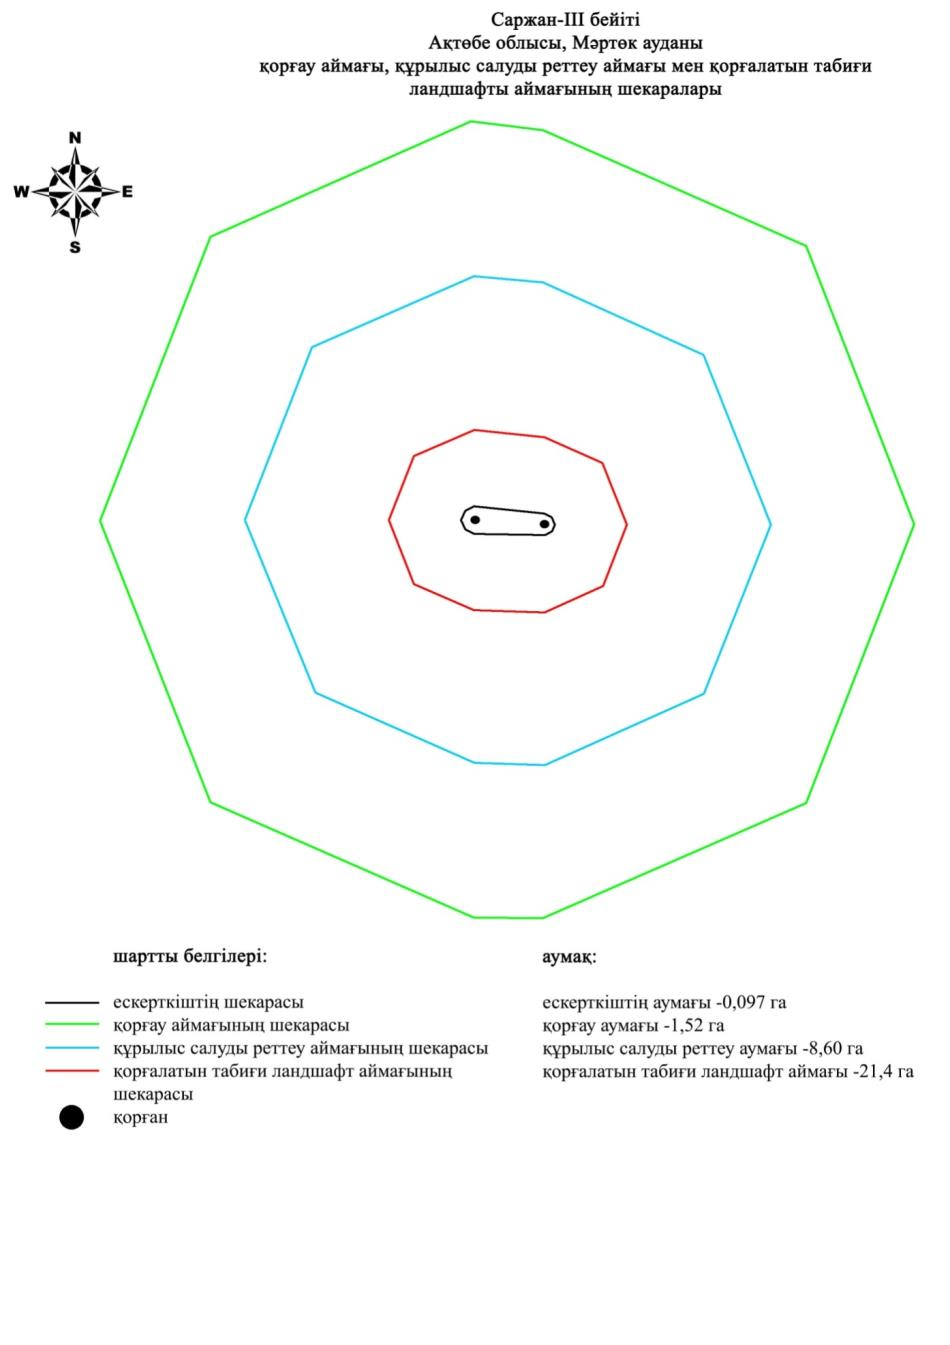 Саржан-III бейіті
Ақтөбе облысы, Мәртөк ауданы
қорғау аймағы, құрылыс салуды реттеу аймағы мен қорғалатын табиғи
ландшафты аймағының шекаралары
N
W
E
S
шартты белгілері:
ескерткіштің шекарасы
қорғау аймағының шекарасы
құрылыс салуды реттеу аймағының шекарасы
қорғалатын табиғи ландшафт аймағының
шекарасы
қорған
аумақ:
ескерткіштің аумағы -0,097 га
қорғау аумағы -1,52 га
құрылыс салуды реттеу аумағы -8,60 га
қорғалатын табиғи ландшафт аймағы -21,4 га